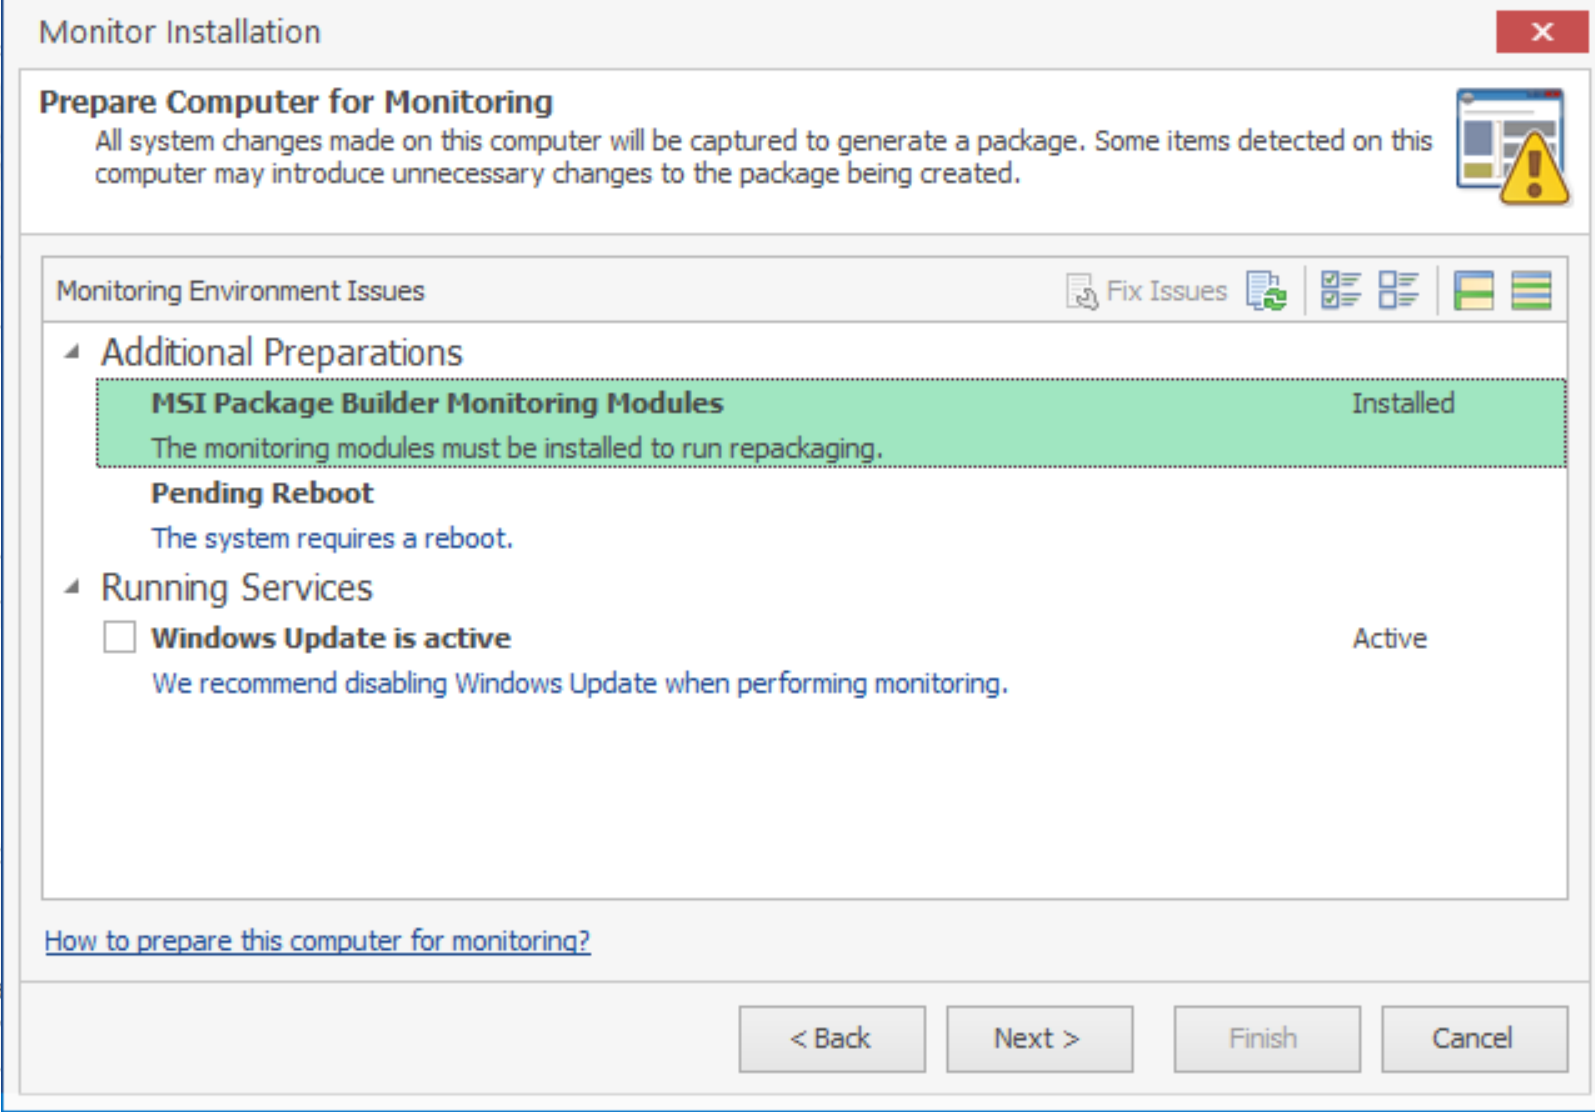 Monitor Installation
Prepare Computer for Monitoring
All system changes made on this computer will be captured to generate a package. Some items detected on this
computer may introduce unnecessary changes to the package being created.
Monitoring Environment Issues Fix Issues
Additional Preparations
MSI Package Builder Monitoring Modules Installed
The monitoring modules must be installed to run repackaging.
Pending Reboot
The system requires a reboot.
Running Services
Windows Update is active Active
We recommend disabling Windows Update when performing monitoring.
How to prepare this computer for monitoring?
< Back Next > Finish Cancel